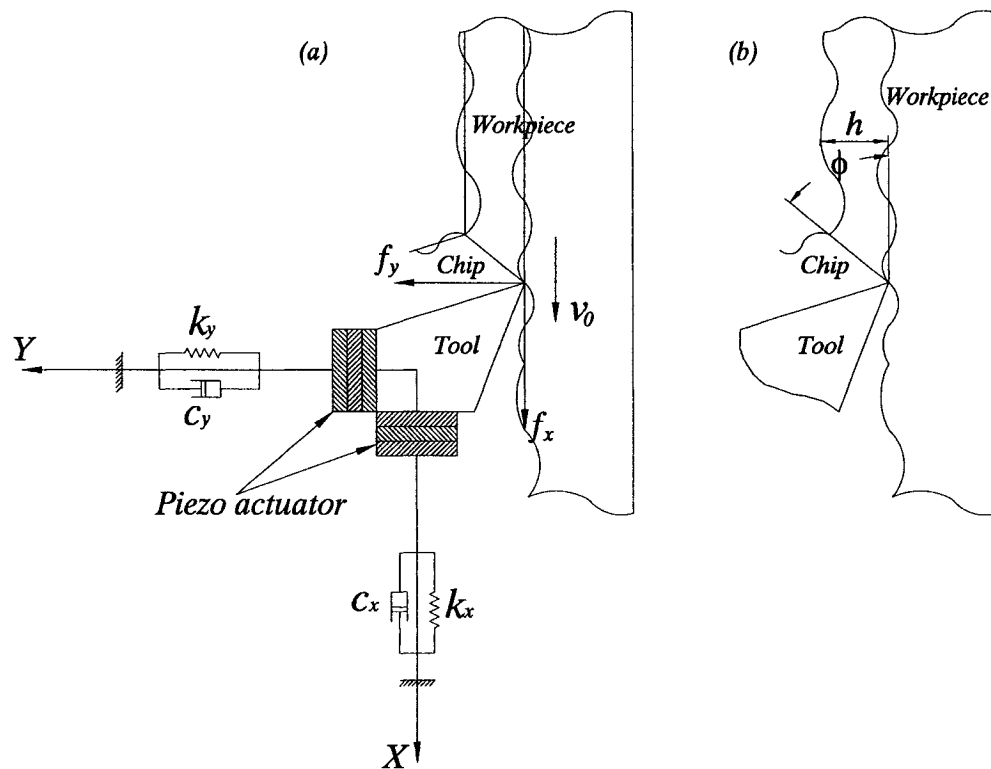 (a)
Workpiece
f_y
Chip
v_0
k_y
Y
Tool
c_y
f_x
Piezo actuator
c_x
k_x
X
(b)
Workpiece
h
ϕ
Chip
Tool